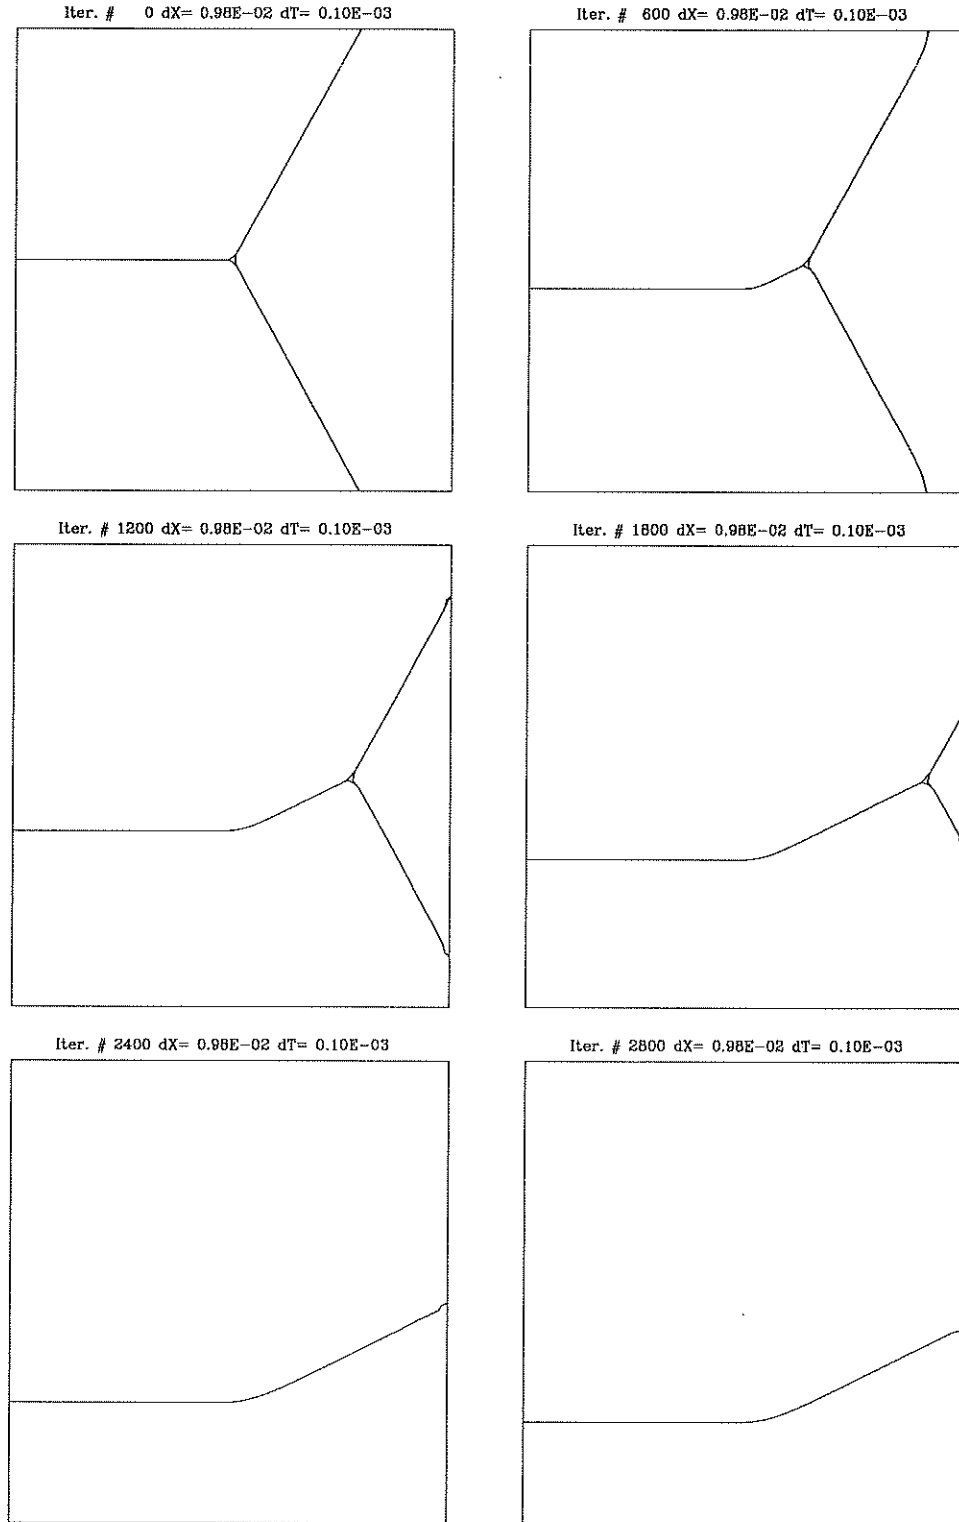 Iter. # 0 dX= 0.98E-02 dT= 0.10E-03
Iter. # 600 dX= 0.98E-02 dT= 0.10E-03
Iter. # 1200 dX= 0.98E-02 dT= 0.10E-03
Iter. # 1800 dX= 0.98E-02 dT= 0.10E-03
Iter. # 2400 dX= 0.98E-02 dT= 0.10E-03
Iter. # 2800 dX= 0.98E-02 dT= 0.10E-03